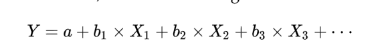 Y = a + b₁ × X₁ + b₂ × X₂ + b₃ × X₃ + ···